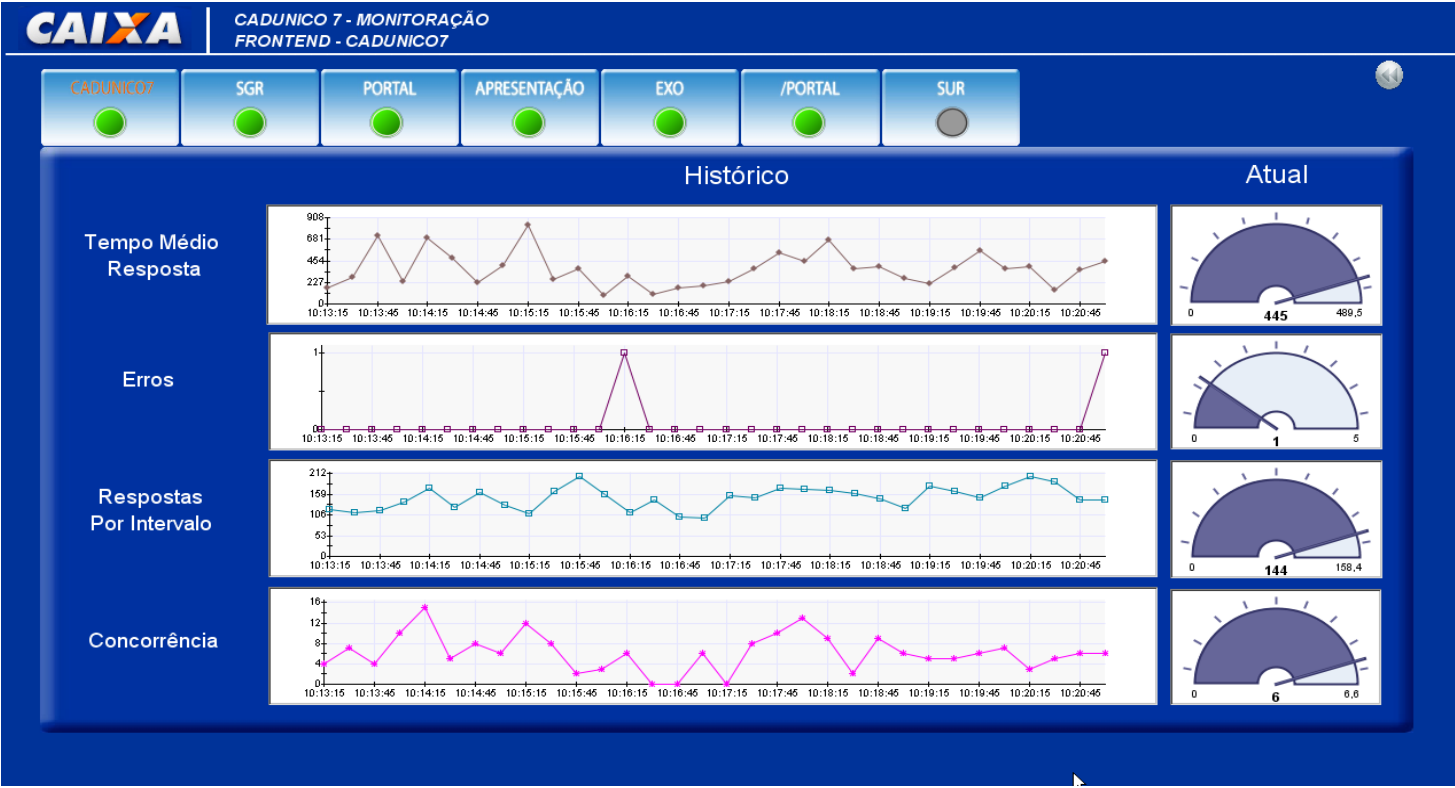 CAIXA
CADUNICO 7 - MONITORAÇÃO
FRONTEND - CADUNICO7
CADUNICO7 SGR PORTAL APRESENTAÇÃO EXO /PORTAL SUR
Histórico Atual
Tempo Médio
Resposta
908
681
454
227
0
10:13:15 10:13:45 10:14:15 10:14:45 10:15:15 10:15:45 10:16:15 10:16:45 10:17:15 10:17:45 10:18:15 10:18:45 10:19:15 10:19:45 10:20:15 10:20:45
0 445 489,5
Erros
1
0
10:13:15 10:13:45 10:14:15 10:14:45 10:15:15 10:15:45 10:16:15 10:16:45 10:17:15 10:17:45 10:18:15 10:18:45 10:19:15 10:19:45 10:20:15 10:20:45
0 1 5
Respostas
Por Intervalo
212
159
106
53
0
10:13:15 10:13:45 10:14:15 10:14:45 10:15:15 10:15:45 10:16:15 10:16:45 10:17:15 10:17:45 10:18:15 10:18:45 10:19:15 10:19:45 10:20:15 10:20:45
0 144 158,4
Concorrência
16
12
8
4
0
10:13:15 10:13:45 10:14:15 10:14:45 10:15:15 10:15:45 10:16:15 10:16:45 10:17:15 10:17:45 10:18:15 10:18:45 10:19:15 10:19:45 10:20:15 10:20:45
0 6 6,6